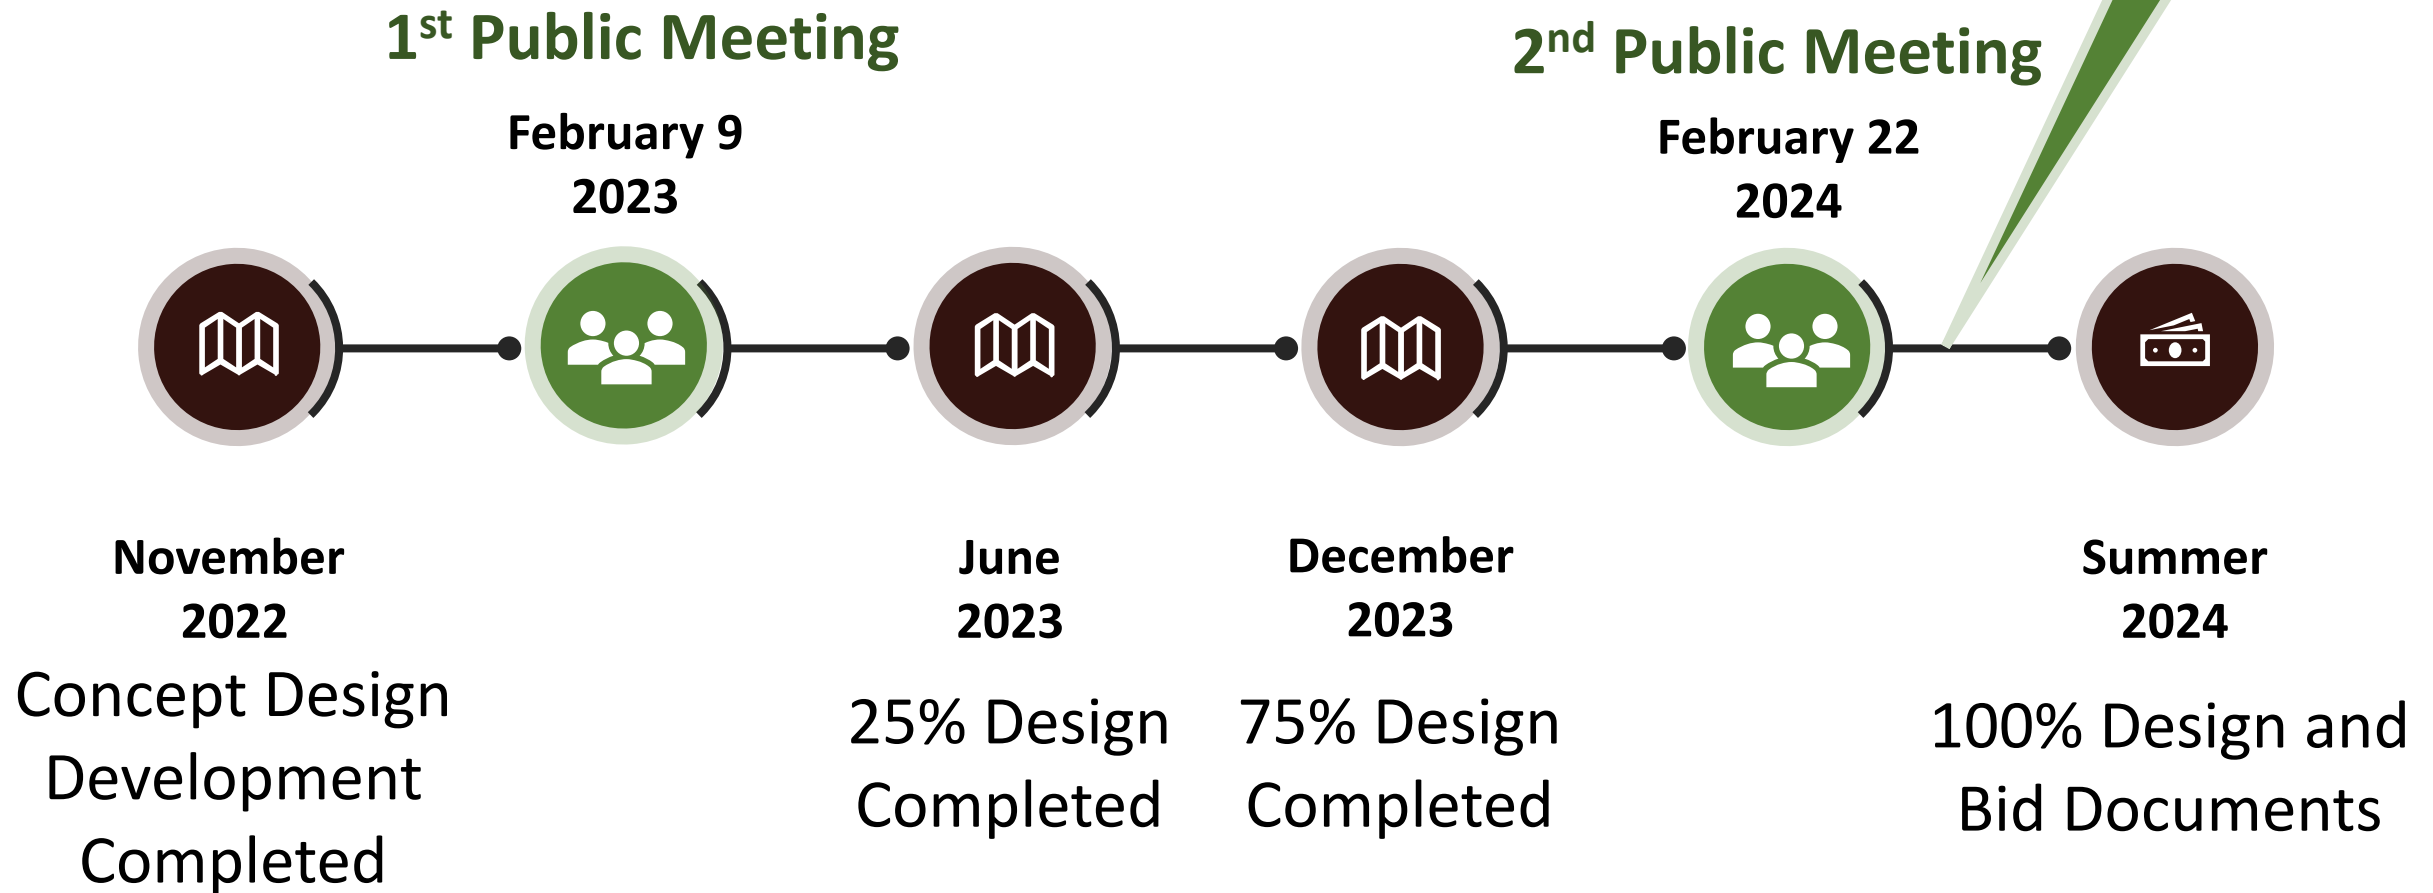 1st Public Meeting
February 9
2023
2nd Public Meeting
February 22
2024
November
2022
Concept Design
Development
Completed
June
2023
25% Design
Completed
December
2023
75% Design
Completed
Summer
2024
100% Design and
Bid Documents